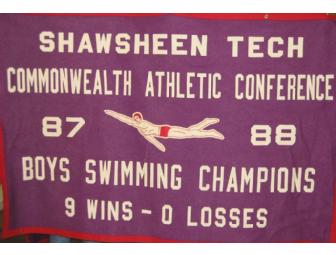 SHAWSHEEN TECH
COMMONWEALTH ATHLETIC CONFERENCE
87 88
BOYS SWIMMING CHAMPIONS
9 WINS - 0 LOSSES